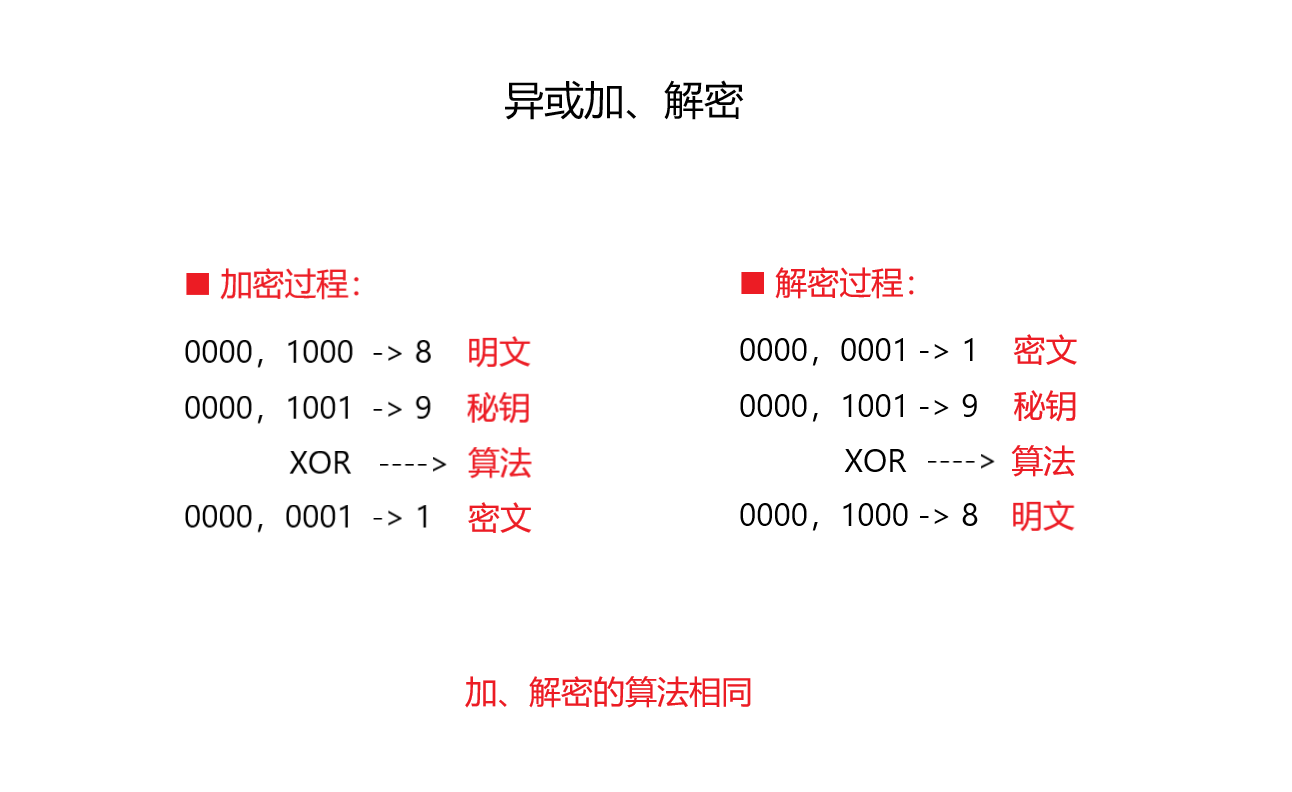 异或加、解密
■ 加密过程：
0000，1000 -> 8 明文
0000，1001 -> 9 秘钥
XOR ----> 算法
0000，0001 -> 1 密文
■ 解密过程：
0000，0001 -> 1 密文
0000，1001 -> 9 秘钥
XOR ----> 算法
0000，1000 -> 8 明文
加、解密的算法相同